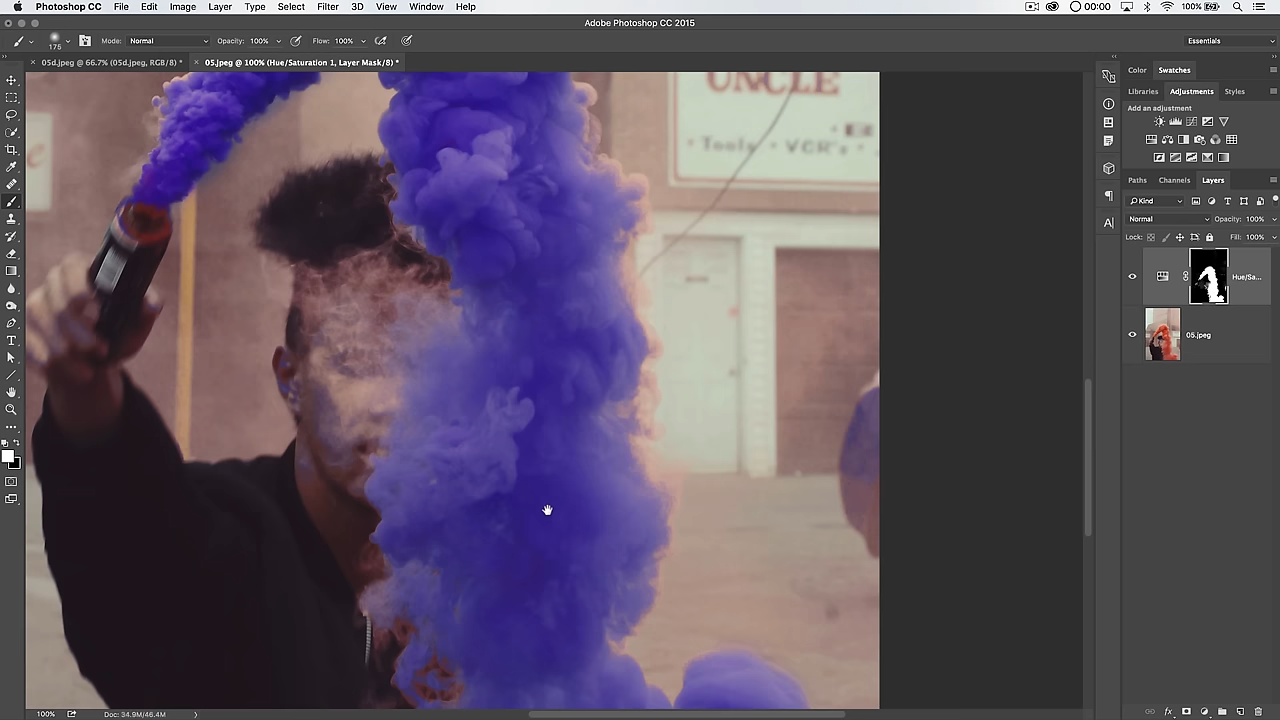 Photoshop CC File Edit Image Layer Type Select Filter 3D View Window Help 00:00 100%
Adobe Photoshop CC 2015
175 Mode: Normal Opacity: 100% Flow: 100% Essentials
05d.jpeg @ 66.7% (05d.jpeg, RGB/8) * 05.jpeg @ 100% (Hue/Saturation 1, Layer Mask/8) *
Color Swatches
Libraries Adjustments Styles
Add an adjustment
Paths Channels Layers
Kind
Normal Opacity: 100%
Lock: Fill: 100%
Hue/Sa...
05.jpeg
UNCLE
• Tools • VCR's •
100% Doc: 34.9M/46.4M